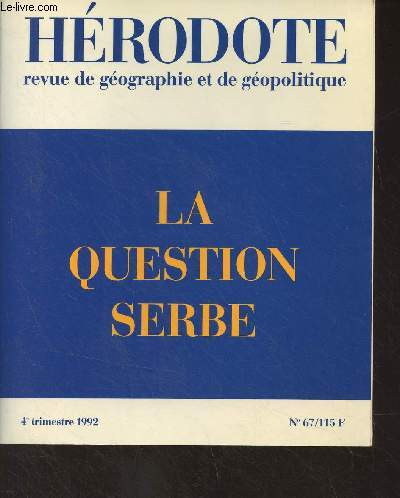 Le-livre.com
HÉRODOTE
revue de géographie et de géopolitique
LA
QUESTION
SERBE
4e trimestre 1992
N° 67/115 F